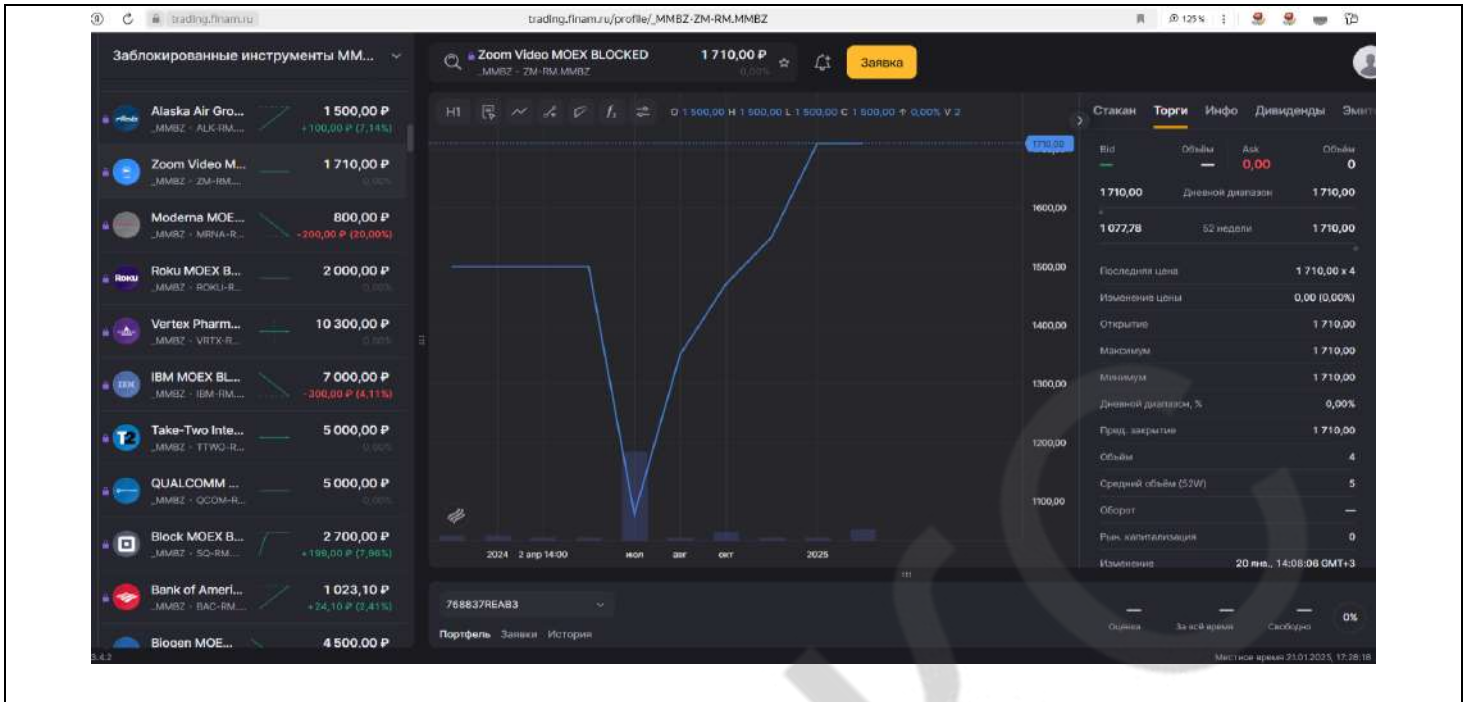 trading.finam.ru
trading.finam.ru/profile/_MMBZ-ZM-RM.MMBZ
125 %
Заблокированные инструменты ММ...
Zoom Video MOEX BLOCKED
1 710,00 ₽
_MMBZ - ZM-RM.MMBZ
0,00%
Заявка
Alaska Air Gro...
1 500,00 ₽
_MMBZ - ALK-RM....
+100,00 ₽ (7,14%)
Zoom Video M...
1 710,00 ₽
_MMBZ - ZM-RM....
0,00%
Moderna MOE...
800,00 ₽
_MMBZ - MRNA-R...
-200,00 ₽ (20,00%)
Roku MOEX B...
2 000,00 ₽
_MMBZ - ROKU-R...
0,00%
Vertex Pharm...
10 300,00 ₽
_MMBZ - VRTX-R...
0,00%
IBM MOEX BL...
7 000,00 ₽
_MMBZ - IBM-RM....
-300,00 ₽ (4,11%)
Take-Two Inte...
5 000,00 ₽
_MMBZ - TTWO-R...
0,00%
QUALCOMM ...
5 000,00 ₽
_MMBZ - QCOM-R...
0,00%
Block MOEX B...
2 700,00 ₽
_MMBZ - SQ-RM....
+199,00 ₽ (7,96%)
Bank of Ameri...
1 023,10 ₽
_MMBZ - BAC-RM....
+24,10 ₽ (2,41%)
Biogen MOE...
4 500,00 ₽
3.4.2
H1
O 1 500,00 H 1 500,00 L 1 500,00 C 1 500,00 0,00% V 2
1710,00
1600,00
1500,00
1400,00
1300,00
1200,00
1100,00
2024 2 апр 14:00 июл авг окт 2025
768837REAB3
Портфель Заявки История
Стакан Торги Инфо Дивиденды Эмит
Bid Объём Ask Объём
— — 0,00 0
1 710,00 Дневной диапазон 1 710,00
1 077,78 52 недели 1 710,00
Последняя цена 1 710,00 x 4
Изменение цены 0,00 (0,00%)
Открытие 1 710,00
Максимум 1 710,00
Минимум 1 710,00
Дневной диапазон, % 0,00%
Пред. закрытие 1 710,00
Объём 4
Средний объём (52W) 5
Оборот —
Рын. капитализация 0
Изменение 20 янв., 14:08:06 GMT+3
— — — 0%
Оценка За всё время Свободно
Местное время 21.01.2025, 17:28:18